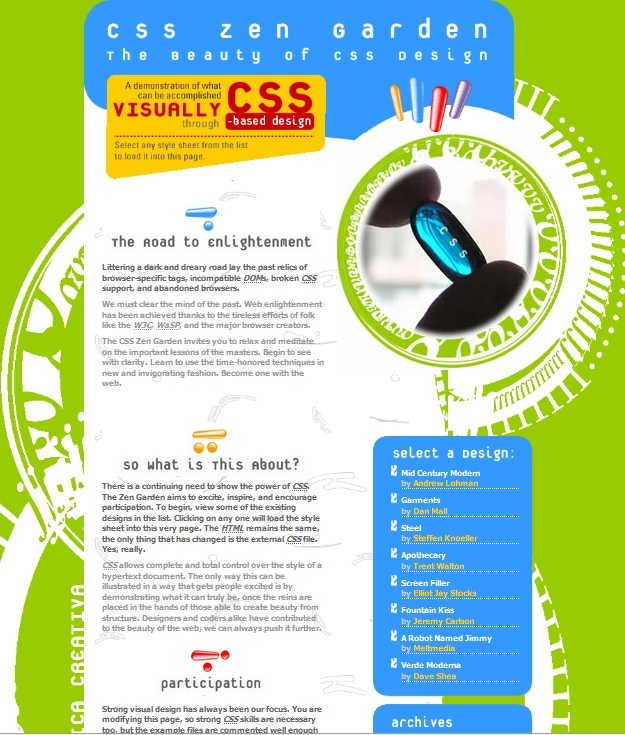 css zen Garden
The Beauty of css Design
A demonstration of what
can be accomplished
VISUALLY
through
CSS
-based design
Select any style sheet from the list
to load it into this page.
CSS
The Road to Enlightenment
Littering a dark and dreary road lay the past relics of
browser-specific tags, incompatible DOMs, broken CSS
support, and abandoned browsers.
We must clear the mind of the past. Web enlightenment
has been achieved thanks to the tireless efforts of folk
like the W3C, WaSP, and the major browser creators.
The CSS Zen Garden invites you to relax and meditate
on the important lessons of the masters. Begin to see
with clarity. Learn to use the time-honored techniques in
new and invigorating fashion. Become one with the
web.
so what is This About?
There is a continuing need to show the power of CSS.
The Zen Garden aims to excite, inspire, and encourage
participation. To begin, view some of the existing
designs in the list. Clicking on any one will load the style
sheet into this very page. The HTML remains the same,
the only thing that has changed is the external CSS file.
Yes, really.
CSS allows complete and total control over the style of a
hypertext document. The only way this can be
illustrated in a way that gets people excited is by
demonstrating what it can truly be, once the reins are
placed in the hands of those able to create beauty from
structure. Designers and coders alike have contributed
to the beauty of the web; we can always push it further.
participation
Strong visual design has always been our focus. You are
modifying this page, so strong CSS skills are necessary
too, but the example files are commented well enough
select a Design:
Mid Century Modern
by Andrew Lohman
Garments
by Dan Mall
Steel
by Steffen Knoeller
Apothecary
by Trent Walton
Screen Filler
by Elliot Jay Stocks
Fountain Kiss
by Jeremy Carlson
A Robot Named Jimmy
by Meltmedia
Verde Moderna
by Dave Shea
archives
ICA CREATIVA